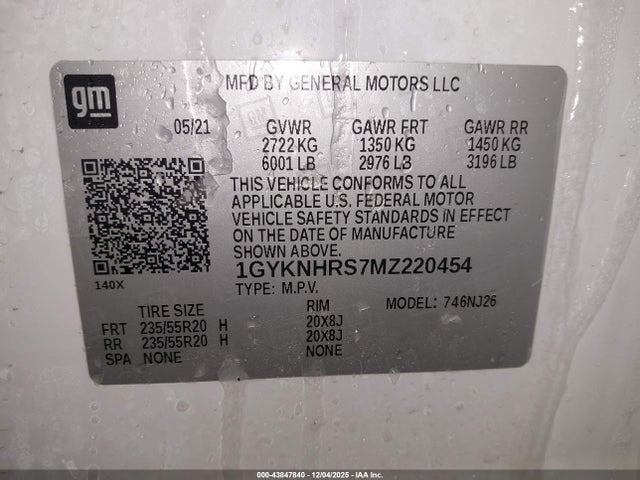 gm
MFD BY GENERAL MOTORS LLC
05/21 GVWR GAWR FRT GAWR RR
2722 KG 1350 KG 1450 KG
6001 LB 2976 LB 3196 LB
THIS VEHICLE CONFORMS TO ALL
APPLICABLE U.S. FEDERAL MOTOR
VEHICLE SAFETY STANDARDS IN EFFECT
ON THE DATE OF MANUFACTURE
SHOWN ABOVE.
140X
1GYKNHRS7MZ220454
TYPE: M.P.V. MODEL: 746NJ26
TIRE SIZE RIM
FRT 235/55R20 H 20X8J
RR 235/55R20 H 20X8J
SPA NONE NONE
000-43847840 - 12/04/2025 - IAA Inc.